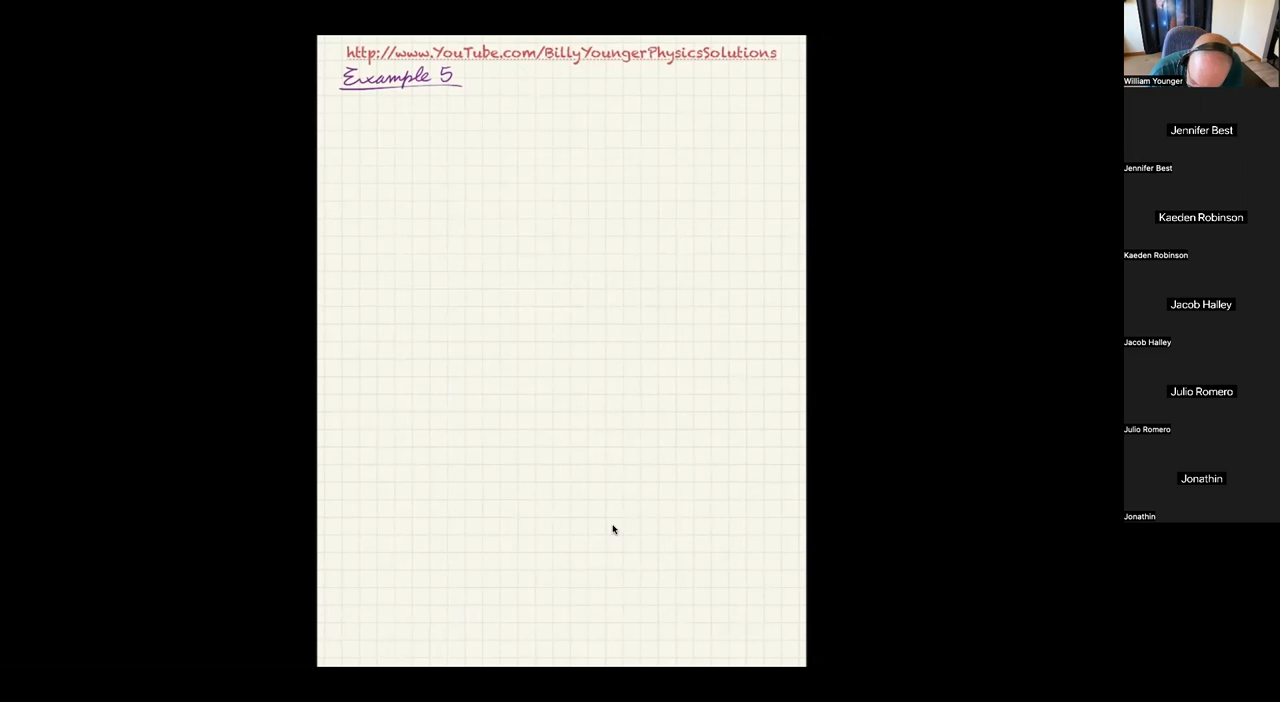 http://www.YouTube.com/BillyYoungerPhysicsSolutions
Example 5
William Younger
Jennifer Best
Jennifer Best
Kaeden Robinson
Kaeden Robinson
Jacob Halley
Jacob Halley
Julio Romero
Julio Romero
Jonathin
Jonathin